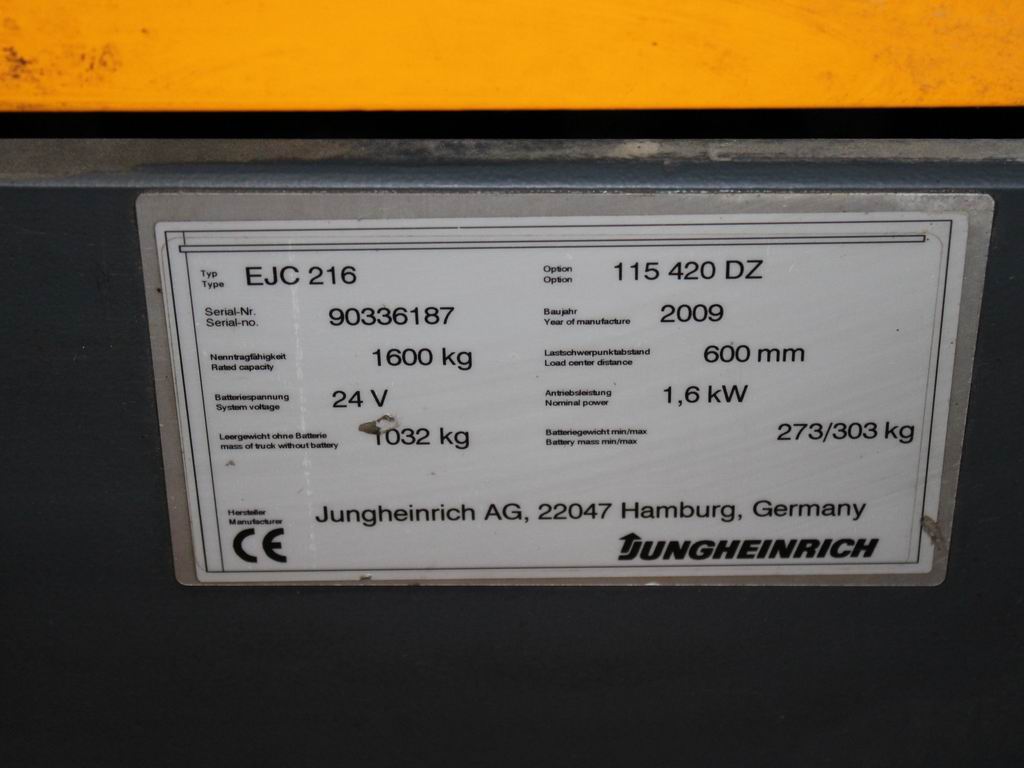 Typ EJC 216 Option 115 420 DZ
Type Option
Serial-Nr. 90336187 Baujahr 2009
Serial-no. Year of manufacture
Nenntragfähigkeit 1600 kg Lastschwerpunktabstand 600 mm
Rated capacity Load center distance
Batteriespannung 24 V Antriebsleistung 1,6 kW
System voltage Nominal power
Leergewicht ohne Batterie 1032 kg Batteriegewicht min/max 273/303 kg
mass of truck without battery Battery mass min/max
Hersteller Jungheinrich AG, 22047 Hamburg, Germany
Manufacturer
CE JUNGHEINRICH